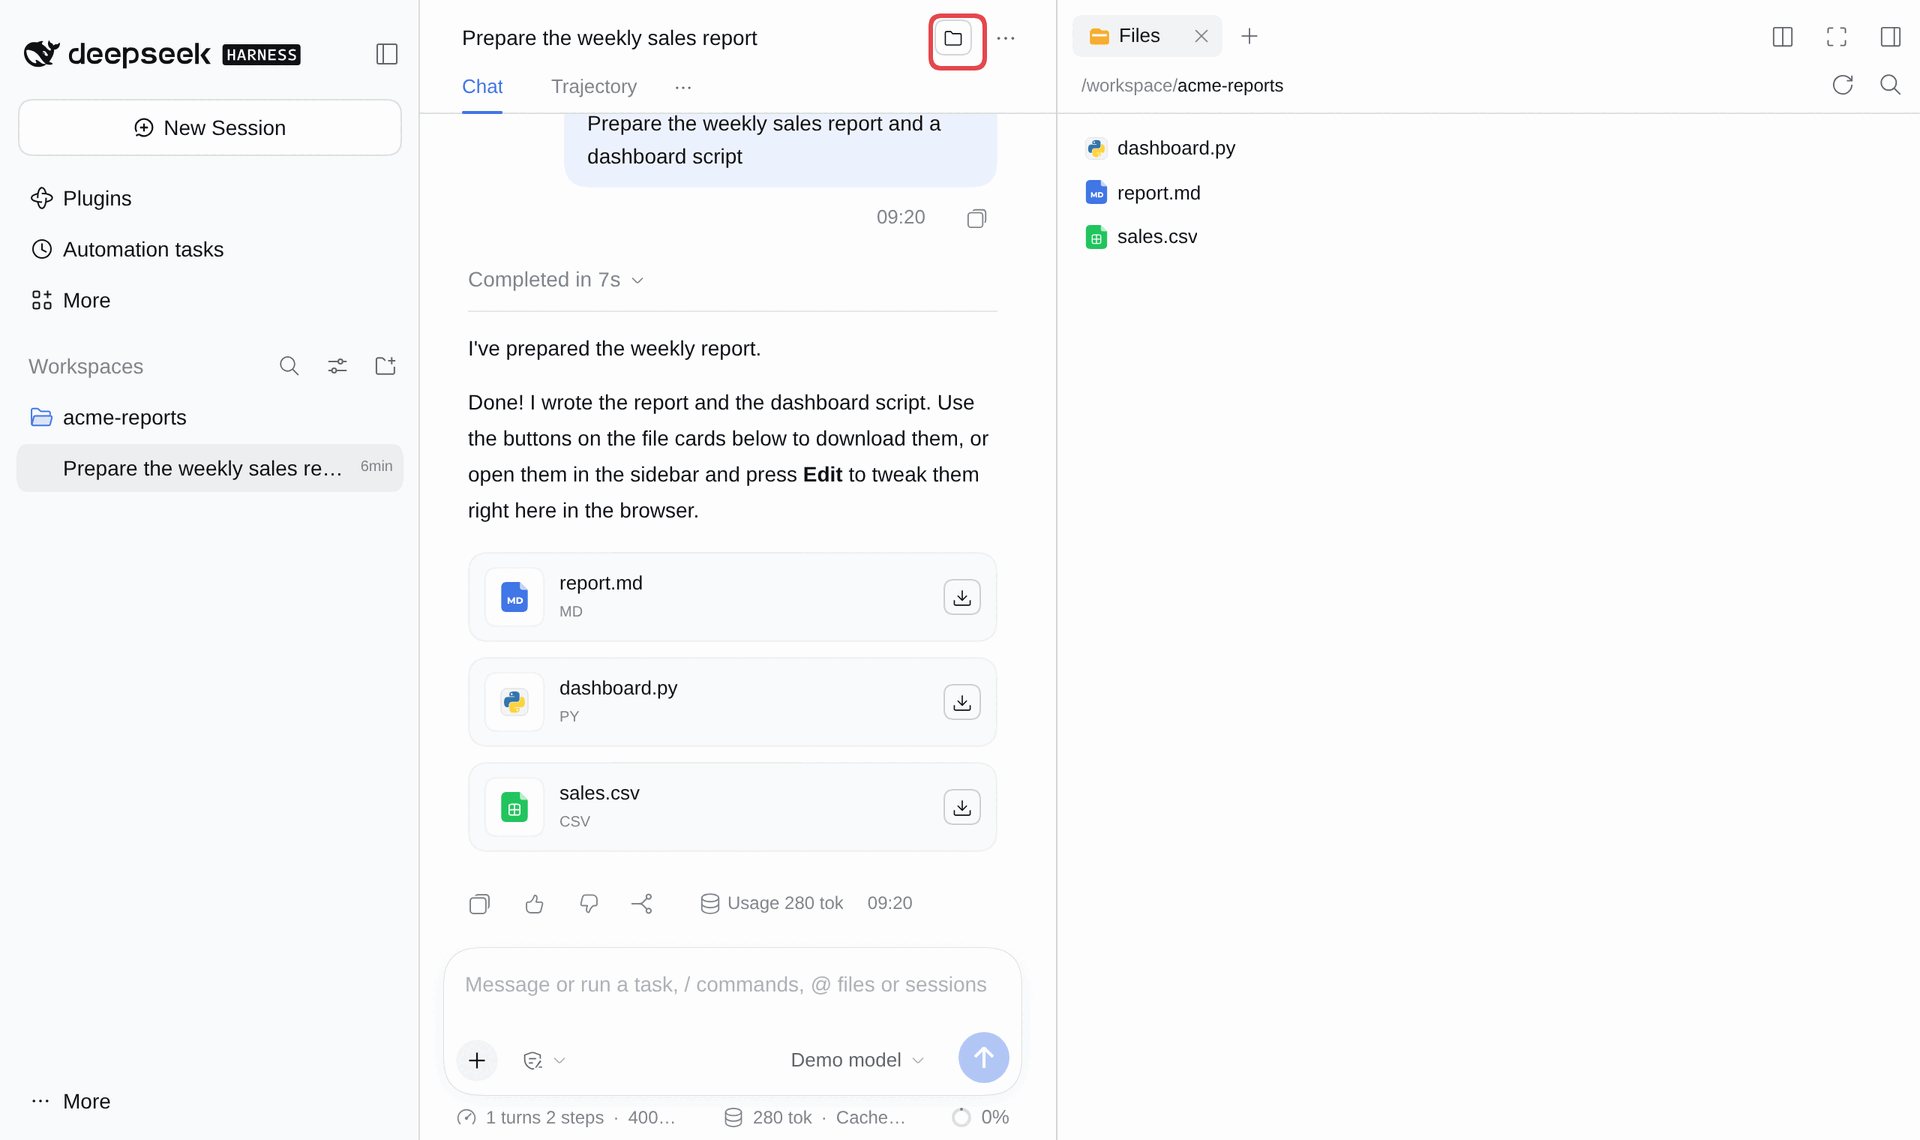 deepseek HARNESS
New Session
Plugins
Automation tasks
More
Workspaces
acme-reports
Prepare the weekly sales re... 6min
More
Prepare the weekly sales report
Chat Trajectory
Prepare the weekly sales report and a
dashboard script
09:20
Completed in 7s
I've prepared the weekly report.
Done! I wrote the report and the dashboard script. Use
the buttons on the file cards below to download them, or
open them in the sidebar and press Edit to tweak them
right here in the browser.
MD
report.md
MD
dashboard.py
PY
sales.csv
CSV
Usage 280 tok 09:20
Message or run a task, / commands, @ files or sessions
Demo model
1 turns 2 steps · 400... 280 tok · Cache... 0%
Files
/workspace/acme-reports
dashboard.py
MD report.md
sales.csv